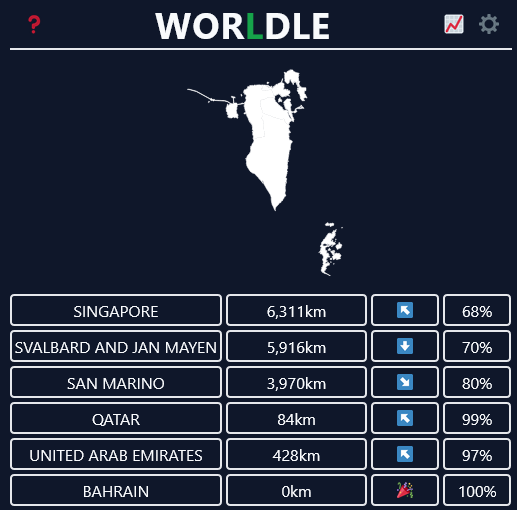 ?
WORLDLE
SINGAPORE 6,311km 68%
SVALBARD AND JAN MAYEN 5,916km 70%
SAN MARINO 3,970km 80%
QATAR 84km 99%
UNITED ARAB EMIRATES 428km 97%
BAHRAIN 0km 100%